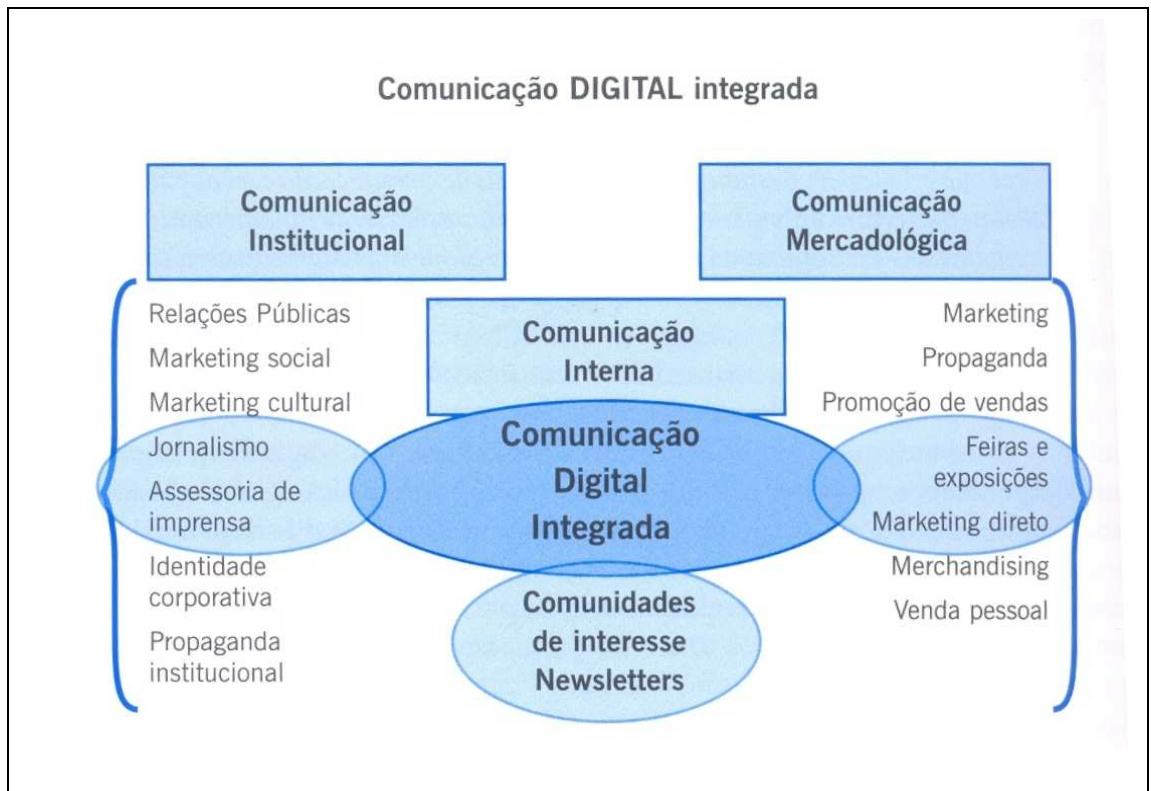 Comunicação DIGITAL integrada
Comunicação
Institucional
Relações Públicas
Marketing social
Marketing cultural
Jornalismo
Assessoria de
imprensa
Identidade
corporativa
Propaganda
institucional
Comunicação
Interna
Comunicação
Digital
Integrada
Comunidades
de interesse
Newsletters
Comunicação
Mercadológica
Marketing
Propaganda
Promoção de vendas
Feiras e
exposições
Marketing direto
Merchandising
Venda pessoal